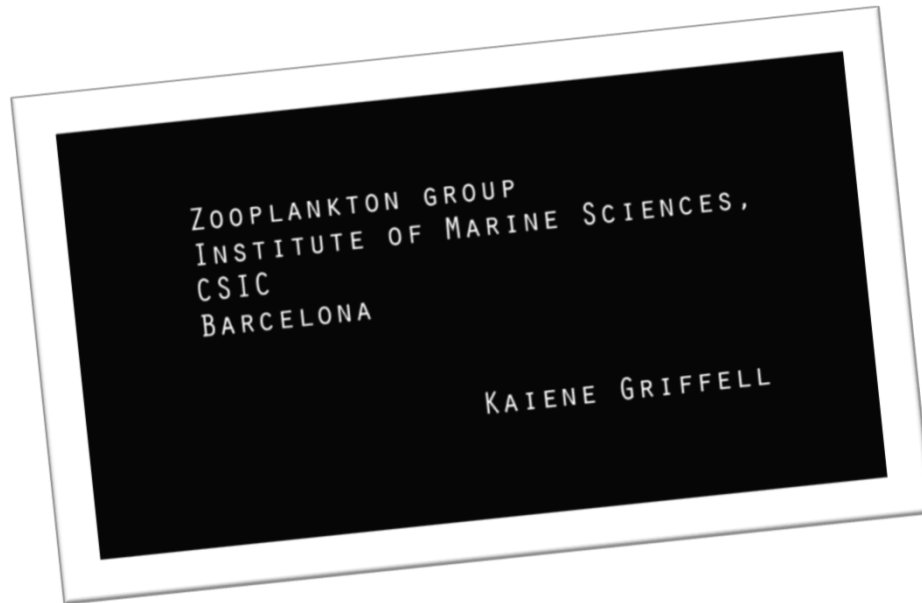 Zooplankton group
Institute of Marine Sciences,
CSIC
Barcelona
Kaiene Griffell